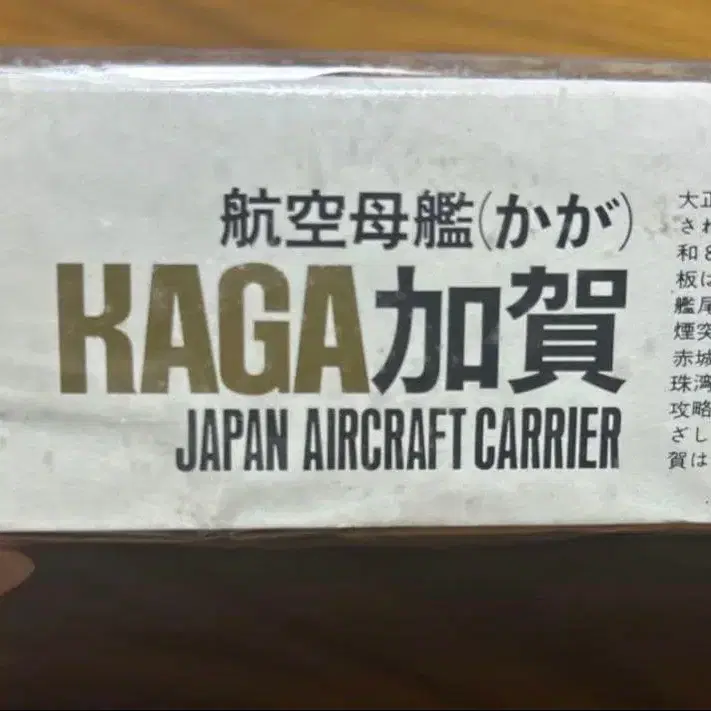 航空母艦(かが)
KAGA加賀
JAPAN AIRCRAFT CARRIER
大正
され
和8
板は
艦尾
煙突
赤城
珠湾
攻略
ざし
賀は